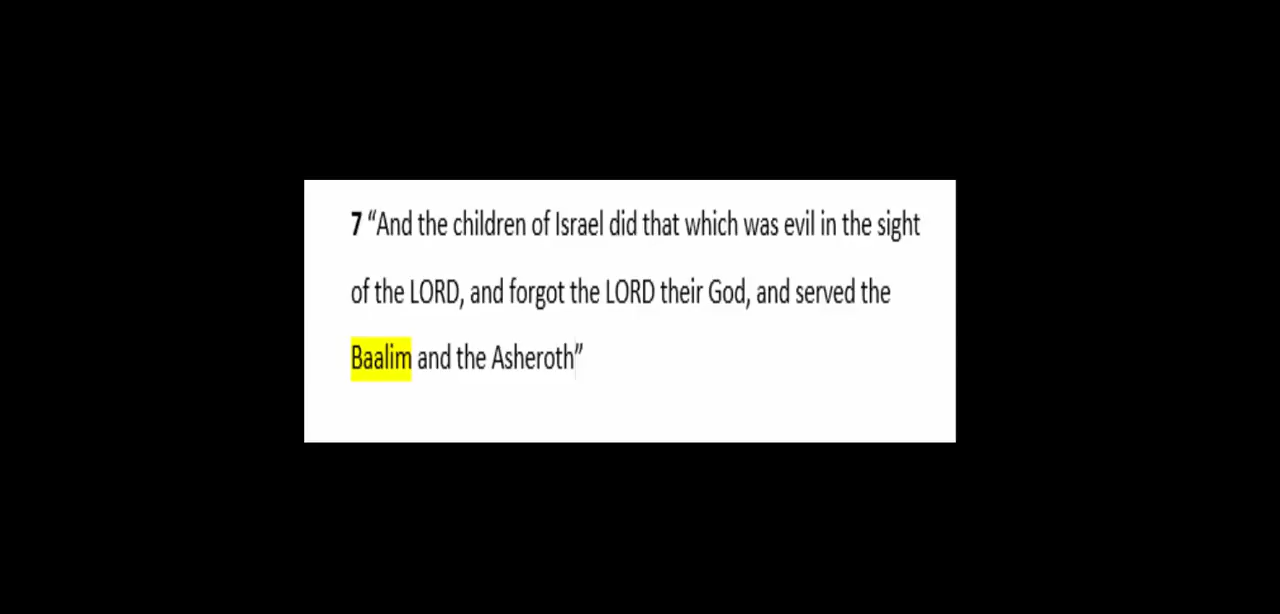 7 “And the children of Israel did that which was evil in the sight
of the LORD, and forgot the LORD their God, and served the
Baalim and the Asheroth”